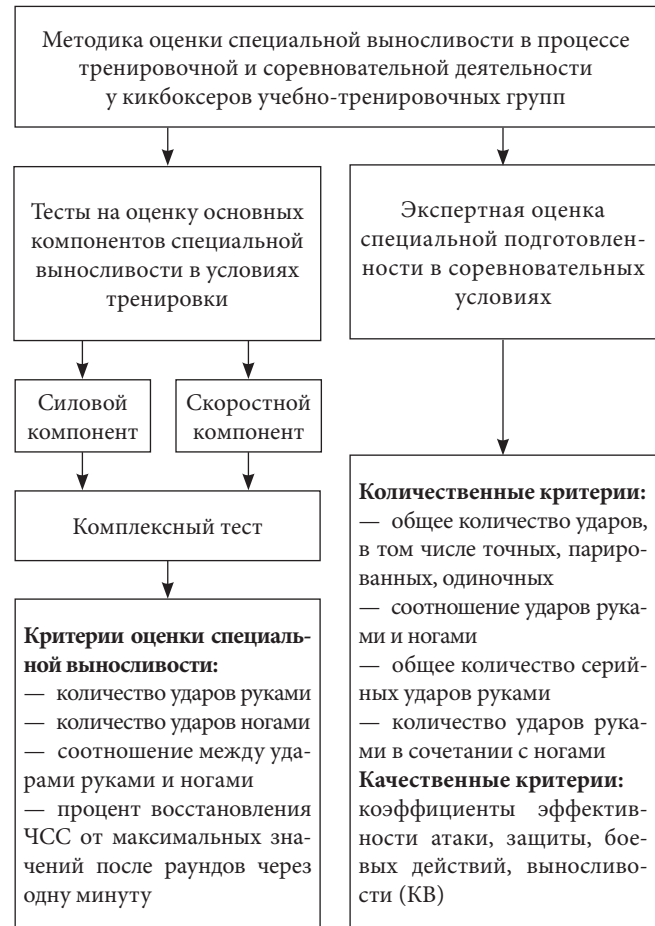 Методика оценки специальной выносливости в процессе
тренировочной и соревновательной деятельности
у кикбоксеров учебно-тренировочных групп
Тесты на оценку основных
компонентов специальной
выносливости в условиях
тренировки
Экспертная оценка
специальной подготовлен-
ности в соревновательных
условиях
Силовой
компонент
Скоростной
компонент
Комплексный тест
Критерии оценки специаль-
ной выносливости:
— количество ударов руками
— количество ударов ногами
— соотношение между уда-
рами руками и ногами
— процент восстановления
ЧСС от максимальных зна-
чений после раундов через
одну минуту
Количественные критерии:
— общее количество ударов,
в том числе точных, париро-
ванных, одиночных
— соотношение ударов рука-
ми и ногами
— общее количество серий-
ных ударов руками
— количество ударов рука-
ми в сочетании с ногами
Качественные критерии:
коэффициенты эффектив-
ности атаки, защиты, бое-
вых действий, выносливо-
сти (КВ)